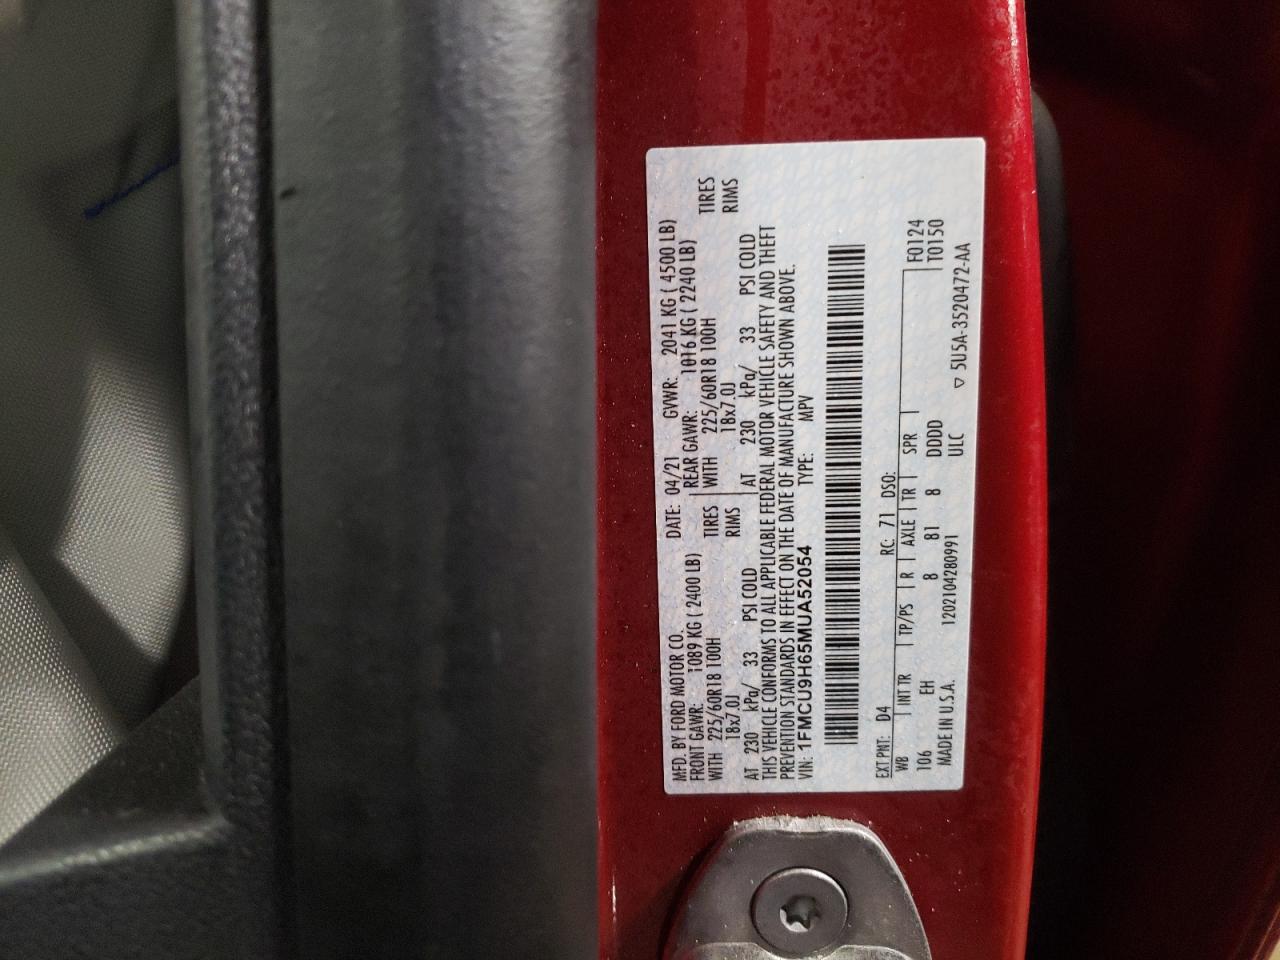 MFD. BY FORD MOTOR CO. DATE: 04/21 GVWR: 2041 KG ( 4500 LB)
FRONT GAWR: 1089 KG ( 2400 LB) REAR GAWR: 1016 KG ( 2240 LB)
WITH 225/60R18 100H TIRES WITH 225/60R18 100H TIRES
18x7.0J RIMS 18x7.0J RIMS
AT 230 kPa/ 33 PSI COLD AT 230 kPa/ 33 PSI COLD
THIS VEHICLE CONFORMS TO ALL APPLICABLE FEDERAL MOTOR VEHICLE SAFETY AND THEFT
PREVENTION STANDARDS IN EFFECT ON THE DATE OF MANUFACTURE SHOWN ABOVE.
VIN: 1FMCU9H65MUA52054 TYPE: MPV
EXT PNT: D4 RC: 71 DSO:
WB INT TR TP/PS R AXLE TR SPR F0124
106 EH 8 81 8 DDDD T0150
MADE IN U.S.A. 120210428099​1 ULC
▽ 5U5A-3520472-AA